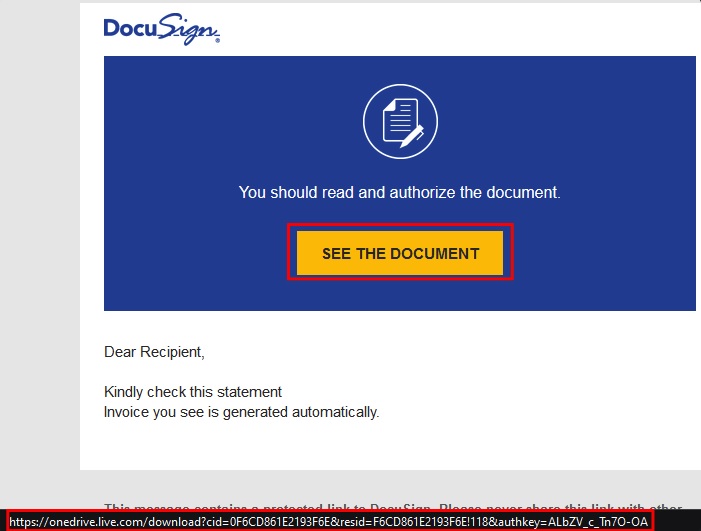 DocuSign
You should read and authorize the document.
SEE THE DOCUMENT
Dear Recipient,
Kindly check this statement
Invoice you see is generated automatically.
This message contains a protected link to DocuSign. Please never share this link with other
https://onedrive.live.com/download?cid=0F6CD861E2193F6E&resid=F6CD861E2193F6E!118&authkey=ALbZV_c_Tn7O-OA